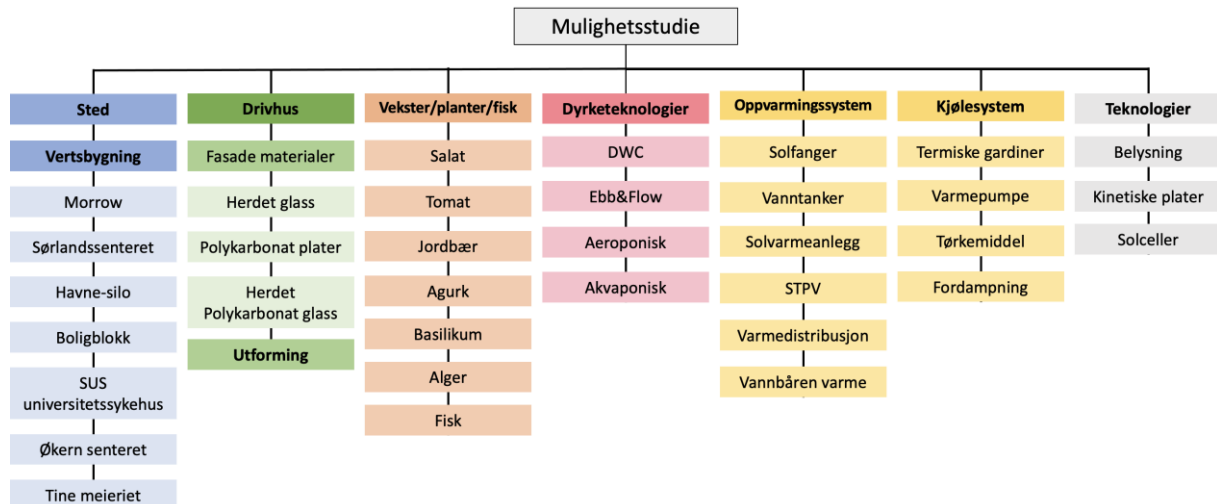 Mulighetsstudie
Sted
Vertsbygning
Morrow
Sørlandssenteret
Havne-silo
Boligblokk
SUS
universitetssykehus
Økern senteret
Tine meieriet
Drivhus
Fasade materialer
Herdet glass
Polykarbonat plater
Herdet
Polykarbonat glass
Utforming
Vekster/planter/fisk
Salat
Tomat
Jordbær
Agurk
Basilikum
Alger
Fisk
Dyrketeknologier
DWC
Ebb&Flow
Aeroponisk
Akvaponisk
Oppvarmingssystem
Solfanger
Vanntanker
Solvarmeanlegg
STPV
Varmedistribusjon
Vannbåren varme
Kjølesystem
Termiske gardiner
Varmepumpe
Tørkemiddel
Fordampning
Teknologier
Belysning
Kinetiske plater
Solceller